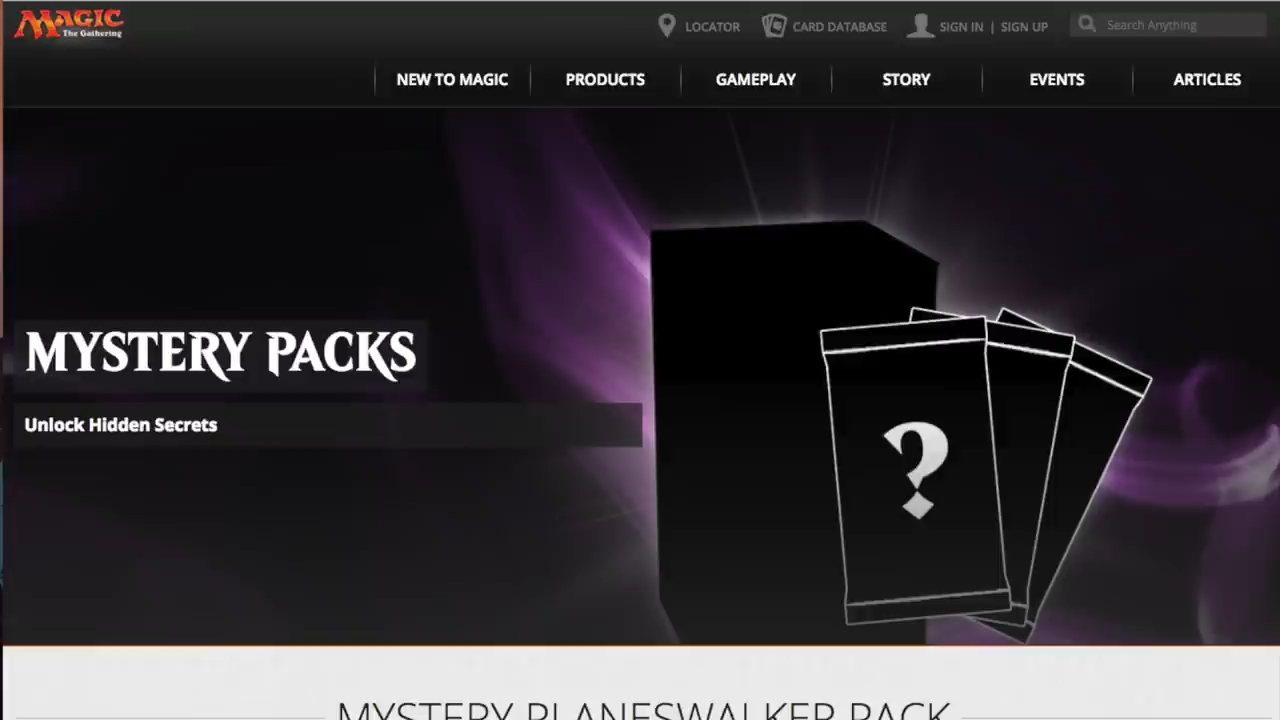 MAGIC
The Gathering
LOCATOR
CARD DATABASE
SIGN IN | SIGN UP
Search Anything
NEW TO MAGIC
PRODUCTS
GAMEPLAY
STORY
EVENTS
ARTICLES
MYSTERY PACKS
Unlock Hidden Secrets
?
MYSTERY PLANESWALKER PACK